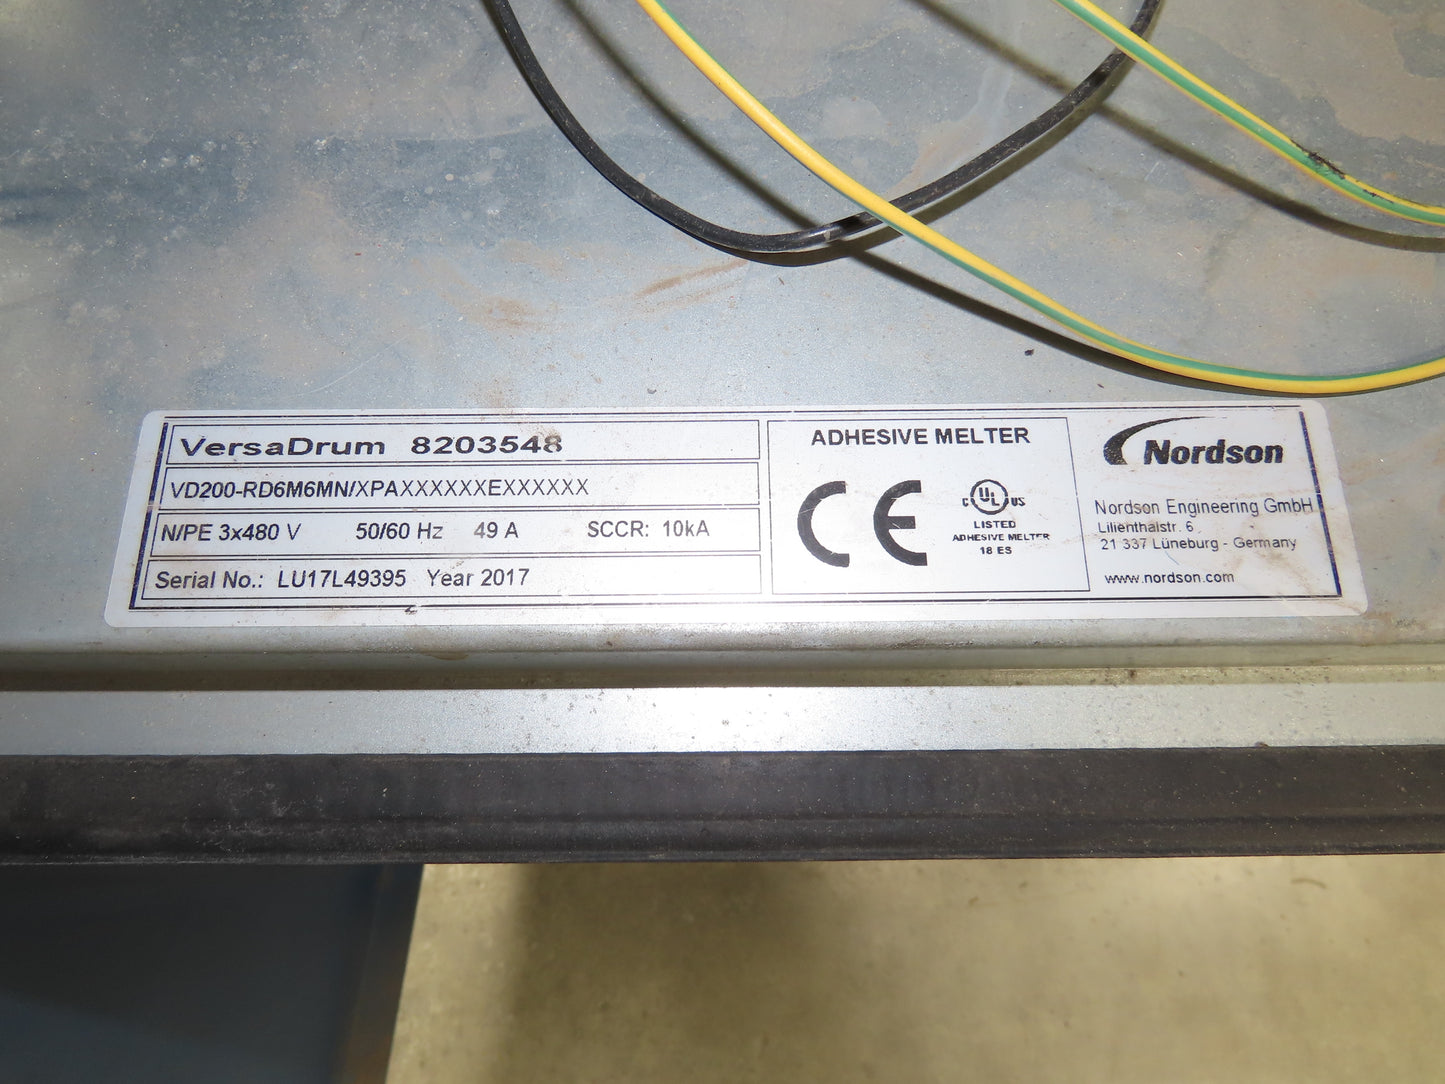 VersaDrum 8203548
VD200-RD6M6MN/XPAXXXXXXEXXXXXX
N/PE 3x480 V 50/60 Hz 49 A SCCR: 10kA
Serial No.: LU17L49395 Year 2017
ADHESIVE MELTER
CE
C UL US
LISTED
ADHESIVE MELTER
18 ES
Nordson
Nordson Engineering GmbH
Lilienthalstr. 6
21 337 Lüneburg - Germany
www.nordson.com